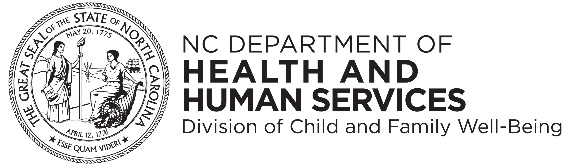 THE GREAT SEAL OF THE STATE OF NORTH CAROLINA
MAY 20, 1775
APRIL 12, 1776
★ ESSE QUAM VIDERI ★
NC DEPARTMENT OF
HEALTH AND
HUMAN SERVICES
Division of Child and Family Well-Being